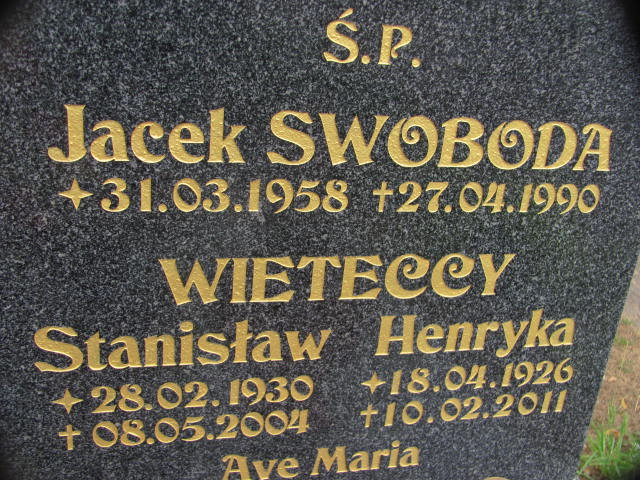 Ś.P.
Jacek SWOBODA
✦31.03.1958 †27.04.1990
WIETECCY
Stanisław Henryka
✦28.02.1930 ✦18.04.1926
†08.05.2004 †10.02.2011
Ave Maria